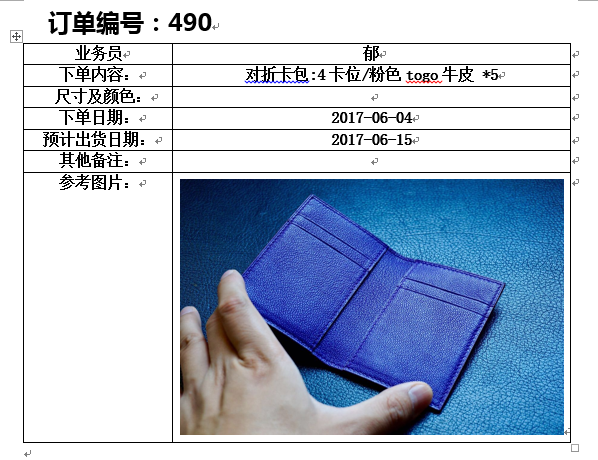 订单编号：490
业务员 郁
下单内容： 对折卡包:4卡位/粉色togo牛皮 *5
尺寸及颜色：
下单日期： 2017-06-04
预计出货日期： 2017-06-15
其他备注：
参考图片：